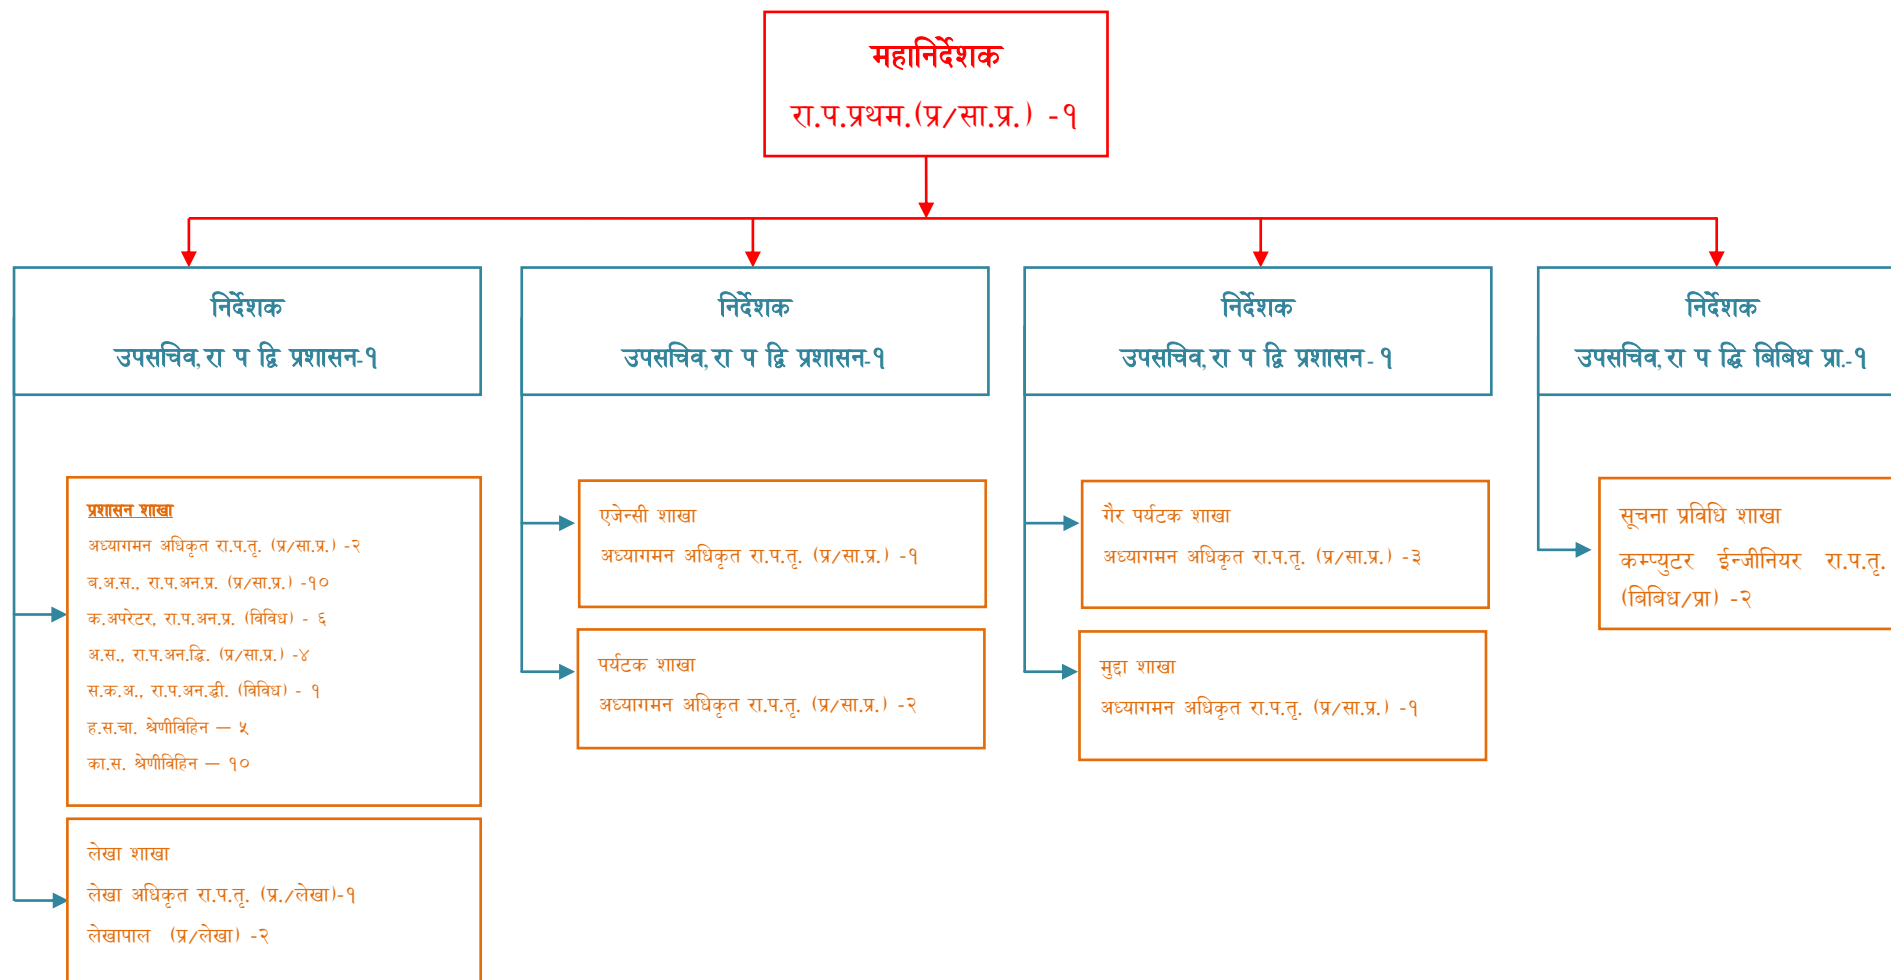 महानिर्देशक
रा.प.प्रथम.(प्र/सा.प्र.) -१
निर्देशक
उपसचिव,रा प द्वि प्रशासन-१
निर्देशक
उपसचिव,रा प द्वि प्रशासन-१
निर्देशक
उपसचिव,रा प द्वि प्रशासन- १
निर्देशक
उपसचिव,रा प द्धि बिबिध प्रा.-१
प्रशासन शाखा
अध्यागमन अधिकृत रा.प.तृ. (प्र/सा.प्र.) -२
ब.अ.स., रा.प.अन.प्र. (प्र/सा.प्र.) -१०
क.अपरेटर, रा.प.अन.प्र. (विविध) - ६
अ.स., रा.प.अन.द्धि. (प्र/सा.प्र.) -४
स.क.अ., रा.प.अन.द्धी. (विविध) - १
ह.स.चा. श्रेणीविहिन — ५
का.स. श्रेणीविहिन — १०
लेखा शाखा
लेखा अधिकृत रा.प.तृ. (प्र./लेखा)-१
लेखापाल (प्र/लेखा) -२
एजेन्सी शाखा
अध्यागमन अधिकृत रा.प.तृ. (प्र/सा.प्र.) -१
पर्यटक शाखा
अध्यागमन अधिकृत रा.प.तृ. (प्र/सा.प्र.) -२
गैर पर्यटक शाखा
अध्यागमन अधिकृत रा.प.तृ. (प्र/सा.प्र.) -३
मुद्दा शाखा
अध्यागमन अधिकृत रा.प.तृ. (प्र/सा.प्र.) -१
सूचना प्रविधि शाखा
कम्प्युटर ईन्जीनियर रा.प.तृ.
(बिबिध/प्रा) -२